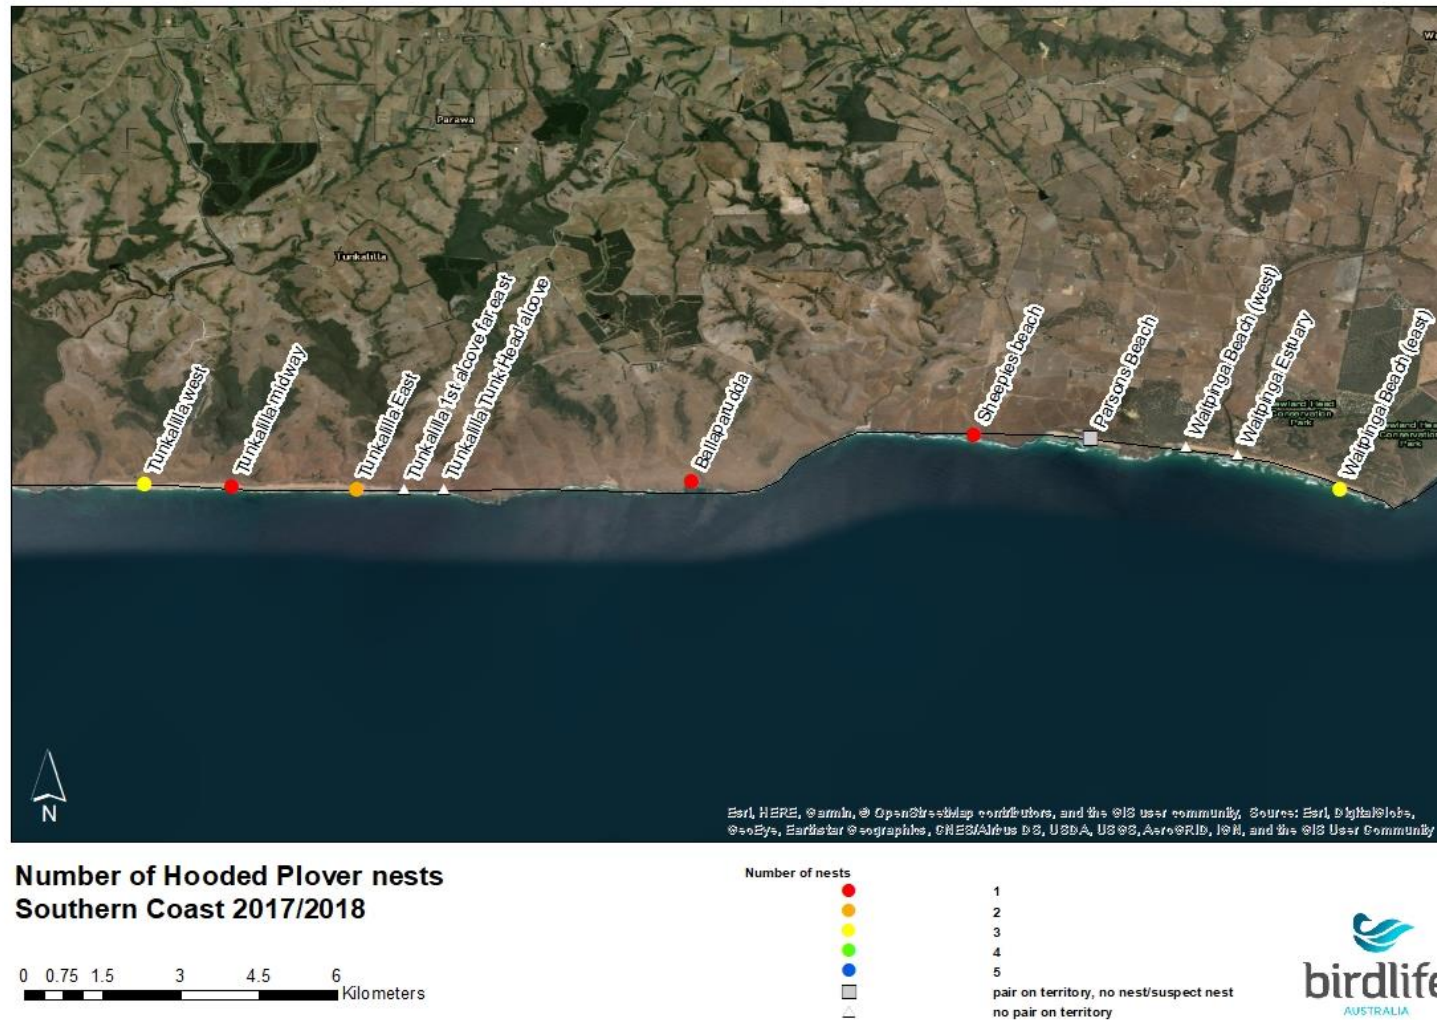 Parawa
Tunkalilla
Tunkalilla west
Tunkalilla midway
Tunkalilla East
Tunkalilla 1st alcove far east
Tunkalilla Tunk Head alcove
Ballaparudda
Sheeples beach
Parsons Beach
Waitpinga Beach (west)
Waitpinga Estuary
Waitpinga Beach (east)
Conservation
Park
Conservation
Park
N
Esri, HERE, Garmin, © OpenStreetMap contributors, and the GIS user community, Source: Esri, DigitalGlobe,
GeoEye, Earthstar Geographics, CNES/Airbus DS, USDA, USGS, AeroGRID, IGN, and the GIS User Community
Number of Hooded Plover nests
Southern Coast 2017/2018
0 0.75 1.5 3 4.5 6
Kilometers
Number of nests
1
2
3
4
5
pair on territory, no nest/suspect nest
no pair on territory
birdlife
AUSTRALIA